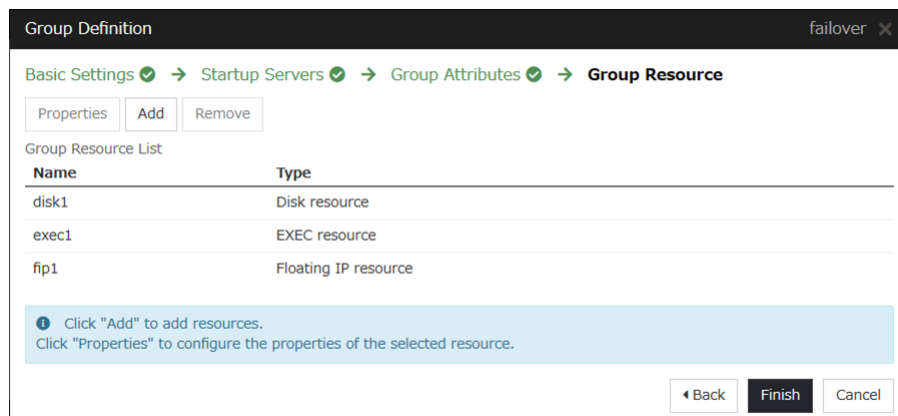 Group Definition failover
Basic Settings → Startup Servers → Group Attributes → Group Resource
Properties Add Remove
Group Resource List
Name Type
disk1 Disk resource
exec1 EXEC resource
fip1 Floating IP resource
Click "Add" to add resources.
Click "Properties" to configure the properties of the selected resource.
Back Finish Cancel